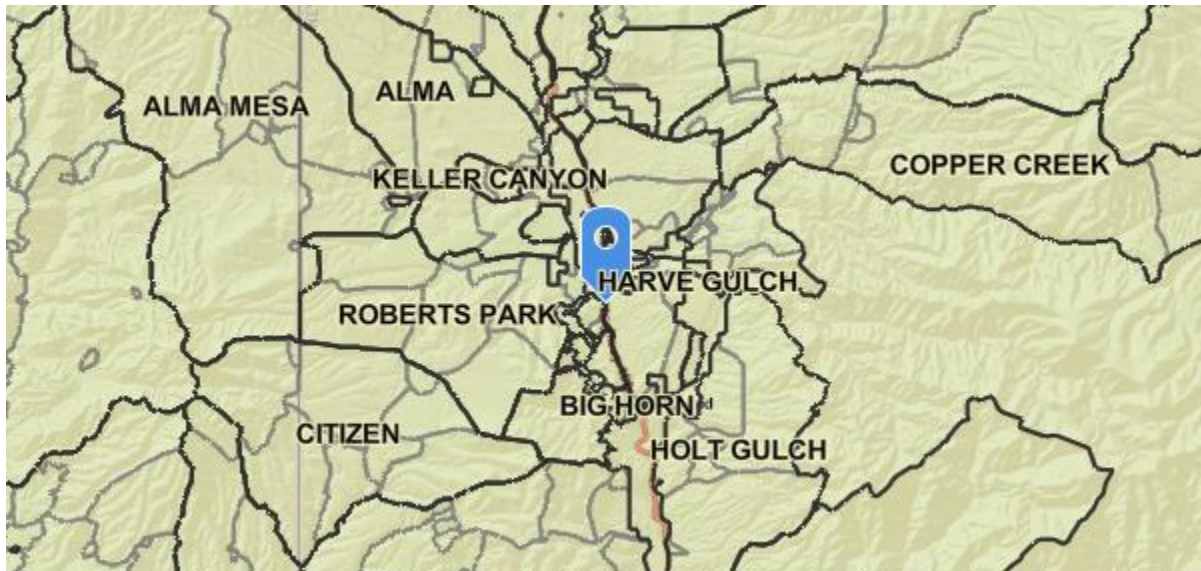 ALMA
ALMA MESA
COPPER CREEK
KELLER CANYON
HARVE GULCH
ROBERTS PARK
BIG HORN
CITIZEN
HOLT GULCH